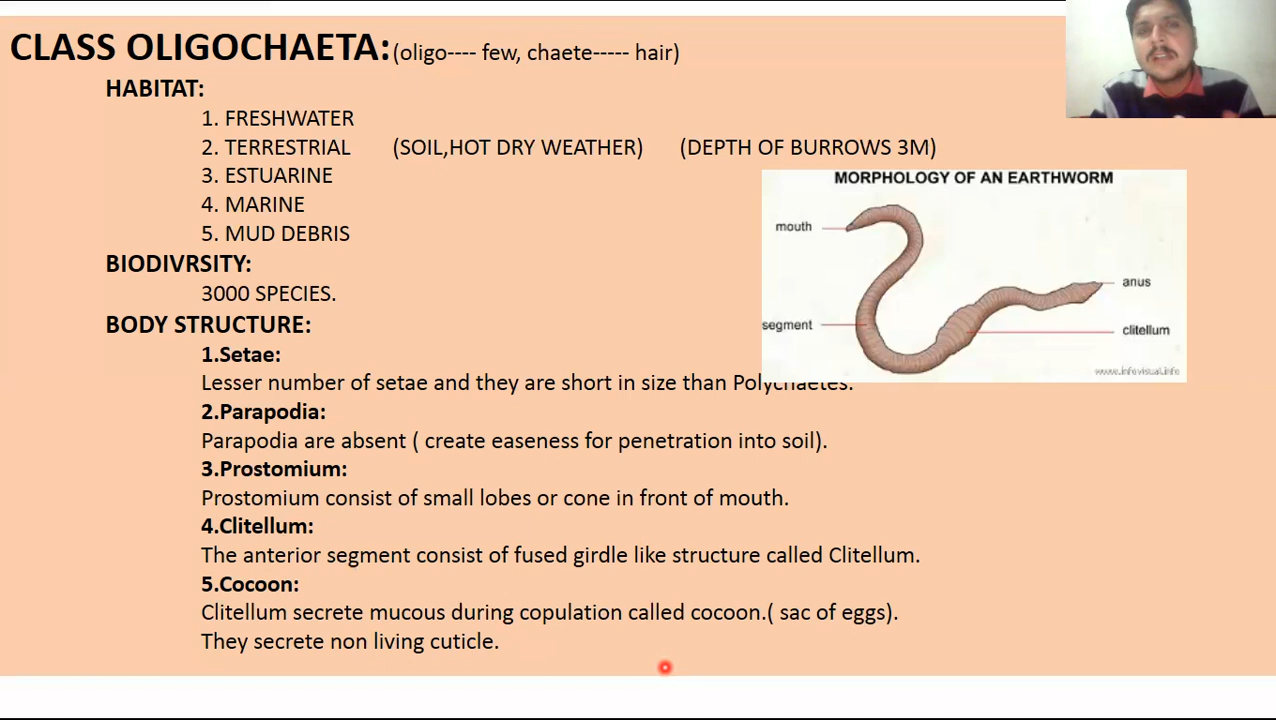 CLASS OLIGOCHAETA:(oligo---- few, chaete----- hair)
HABITAT:
1. FRESHWATER
2. TERRESTRIAL (SOIL,HOT DRY WEATHER) (DEPTH OF BURROWS 3M)
3. ESTUARINE
4. MARINE
5. MUD DEBRIS
BIODIVRSITY:
3000 SPECIES.
BODY STRUCTURE:
1.Setae:
Lesser number of setae and they are short in size than Polychaetes.
2.Parapodia:
Parapodia are absent ( create easeness for penetration into soil).
3.Prostomium:
Prostomium consist of small lobes or cone in front of mouth.
4.Clitellum:
The anterior segment consist of fused girdle like structure called Clitellum.
5.Cocoon:
Clitellum secrete mucous during copulation called cocoon.( sac of eggs).
They secrete non living cuticle.
MORPHOLOGY OF AN EARTHWORM
mouth
anus
segment
clitellum
www.infovisual.info